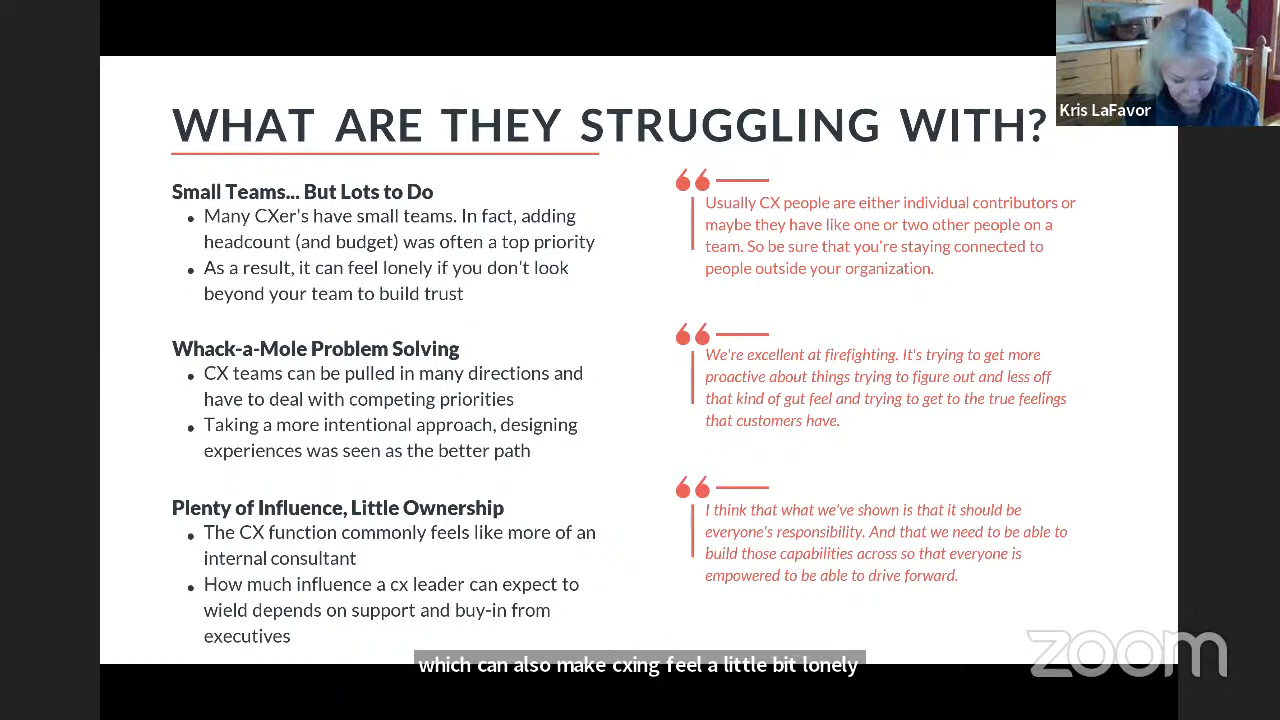 WHAT ARE THEY STRUGGLING WITH?
Kris LaFavor
Small Teams... But Lots to Do
• Many CXer's have small teams. In fact, adding
headcount (and budget) was often a top priority
• As a result, it can feel lonely if you don't look
beyond your team to build trust
Usually CX people are either individual contributors or
maybe they have like one or two other people on a
team. So be sure that you're staying connected to
people outside your organization.
Whack-a-Mole Problem Solving
• CX teams can be pulled in many directions and
have to deal with competing priorities
• Taking a more intentional approach, designing
experiences was seen as the better path
We're excellent at firefighting. It's trying to get more
proactive about things trying to figure out and less off
that kind of gut feel and trying to get to the true feelings
that customers have.
Plenty of Influence, Little Ownership
• The CX function commonly feels like more of an
internal consultant
• How much influence a cx leader can expect to
wield depends on support and buy-in from
executives
I think that what we've shown is that it should be
everyone's responsibility. And that we need to be able to
build those capabilities across so that everyone is
empowered to be able to drive forward.
which can also make cxing feel a little bit lonely
zoom